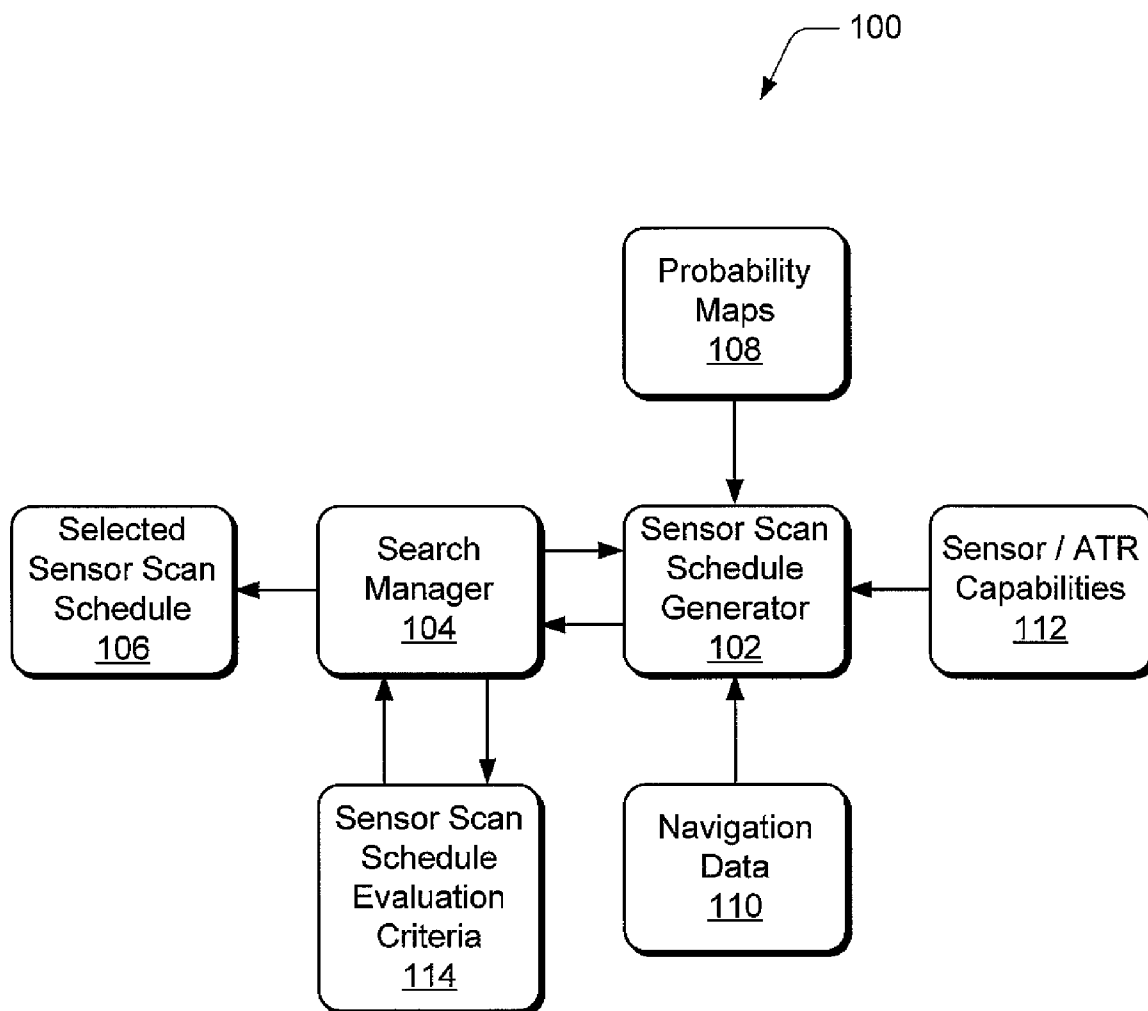 100
Probability
Maps
108
Selected
Sensor Scan
Schedule
106
Search
Manager
104
Sensor Scan
Schedule
Generator
102
Sensor / ATR
Capabilities
112
Sensor Scan
Schedule
Evaluation
Criteria
114
Navigation
Data
110